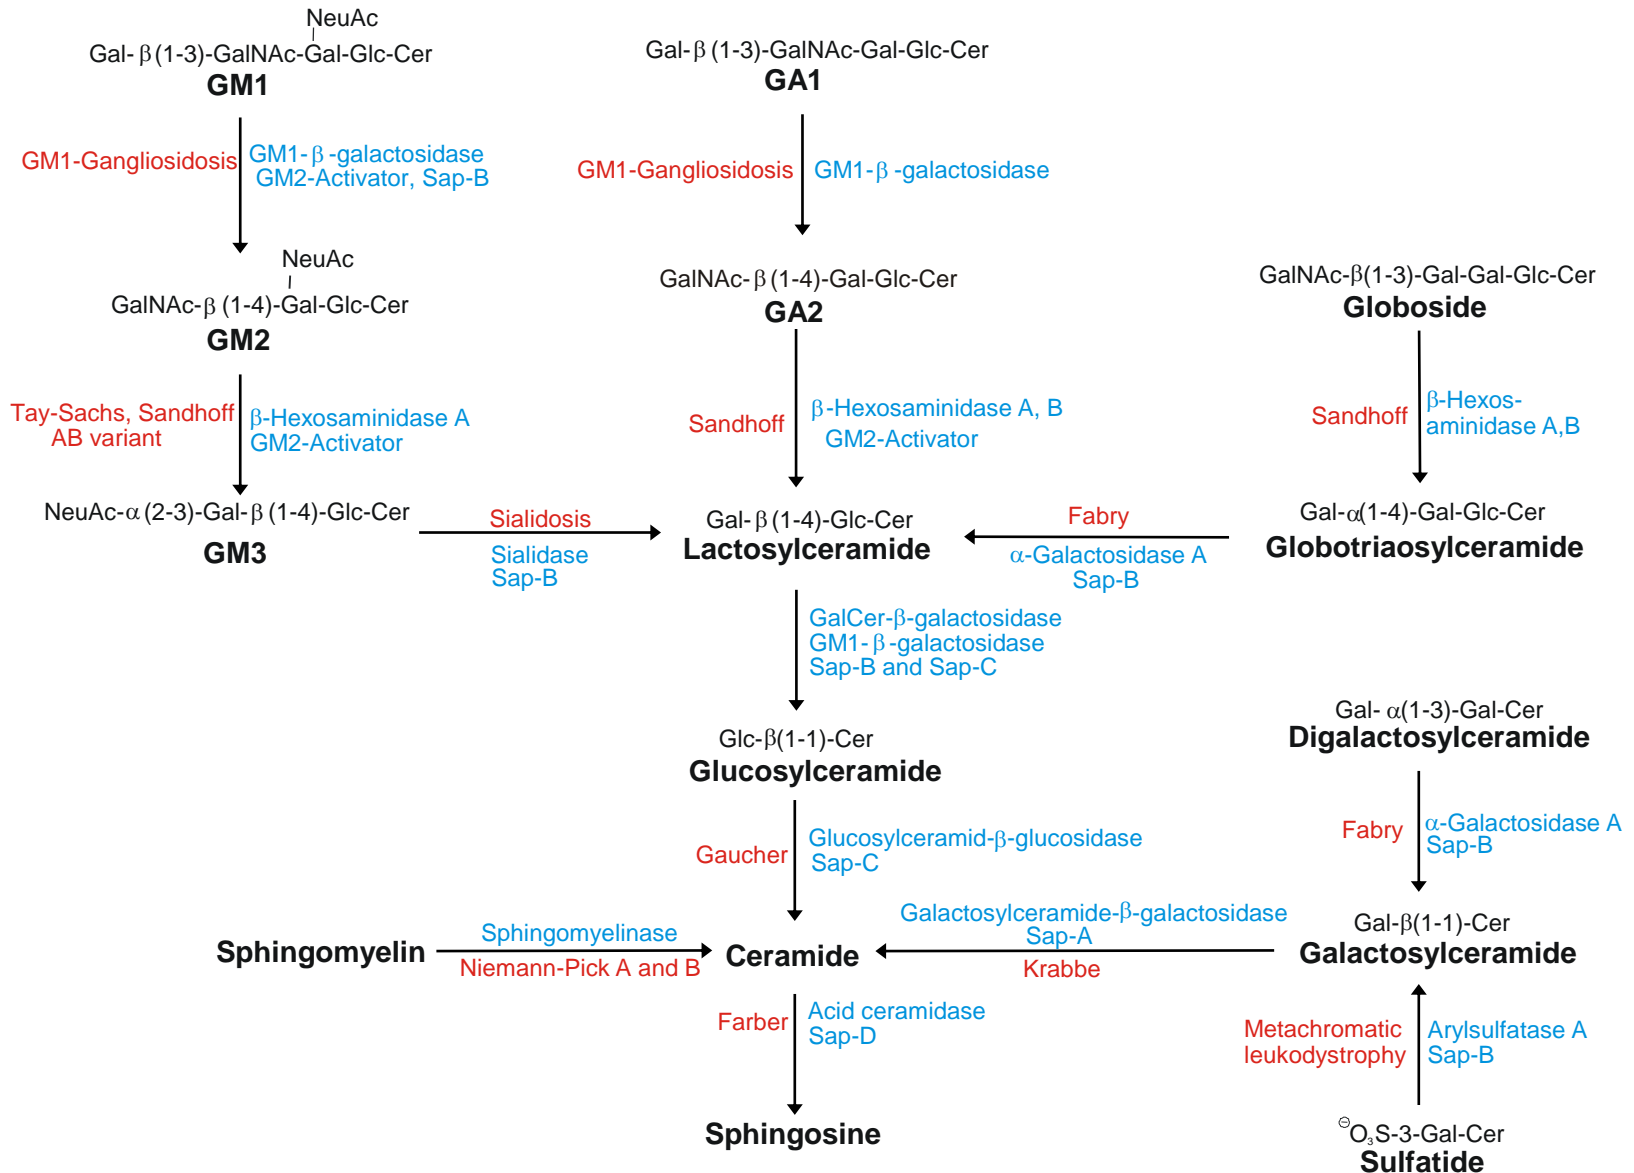 NeuAc
Gal-β(1-3)-GalNAc-Gal-Glc-Cer
GM1
Gal-β(1-3)-GalNAc-Gal-Glc-Cer
GA1
GM1-Gangliosidosis
GM1-β-galactosidase
GM2-Activator, Sap-B
GM1-Gangliosidosis
GM1-β-galactosidase
NeuAc
GalNAc-β(1-4)-Gal-Glc-Cer
GM2
GalNAc-β(1-4)-Gal-Glc-Cer
GA2
GalNAc-β(1-3)-Gal-Gal-Glc-Cer
Globoside
Tay-Sachs, Sandhoff
AB variant
β-Hexosaminidase A
GM2-Activator
Sandhoff
β-Hexosaminidase A, B
GM2-Activator
Sandhoff
β-Hexos-
aminidase A,B
NeuAc-α(2-3)-Gal-β(1-4)-Glc-Cer
GM3
Sialidosis
Sialidase
Sap-B
Gal-β(1-4)-Glc-Cer
Lactosylceramide
Fabry
α-Galactosidase A
Sap-B
Gal-α(1-4)-Gal-Glc-Cer
Globotriaosylceramide
GalCer-β-galactosidase
GM1-β-galactosidase
Sap-B and Sap-C
Glc-β(1-1)-Cer
Glucosylceramide
Gal-α(1-3)-Gal-Cer
Digalactosylceramide
Gaucher
Glucosylceramid-β-glucosidase
Sap-C
Fabry
α-Galactosidase A
Sap-B
Sphingomyelin
Sphingomyelinase
Niemann-Pick A and B
Ceramide
Galactosylceramide-β-galactosidase
Sap-A
Krabbe
Gal-β(1-1)-Cer
Galactosylceramide
Farber
Acid ceramidase
Sap-D
Metachromatic
leukodystrophy
Arylsulfatase A
Sap-B
Sphingosine
⊖O₃S-3-Gal-Cer
Sulfatide